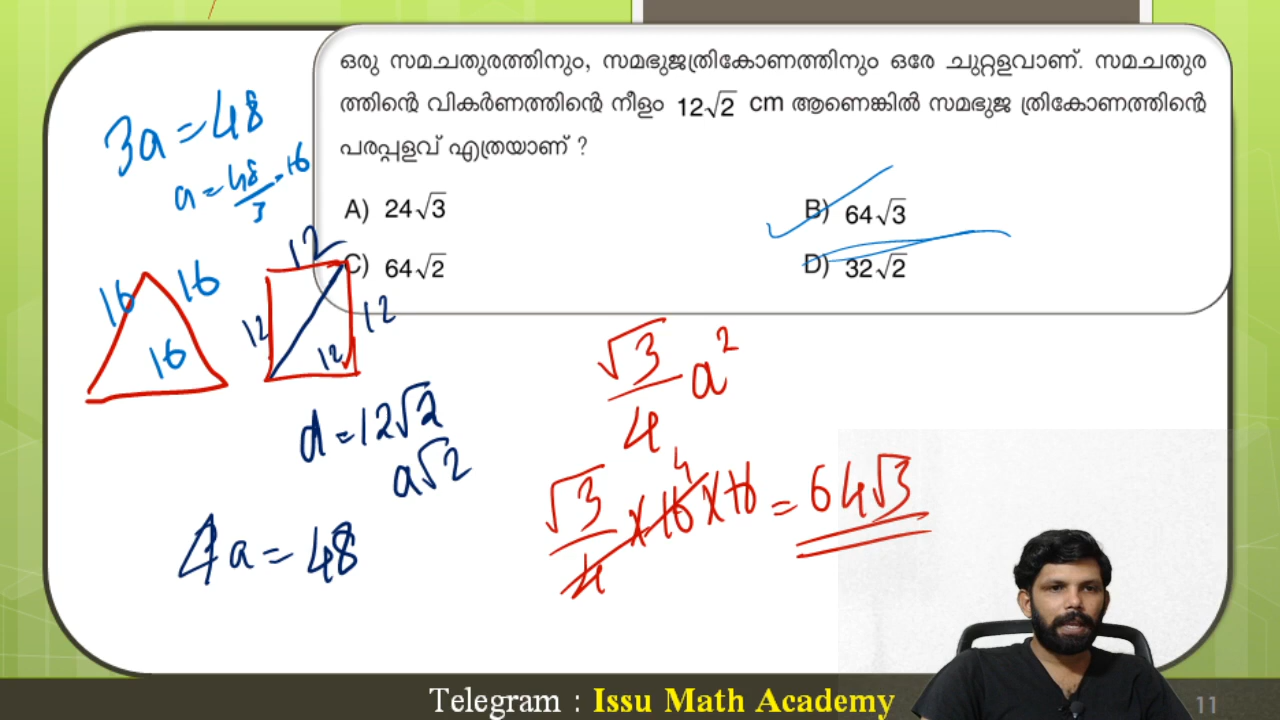 ഒരു സമചതുരത്തിനും, സമഭുജത്രികോണത്തിനും ഒരേ ചുറ്റളവാണ്. സമചതുര
ത്തിന്റെ വികർണത്തിന്റെ നീളം 12√2 cm ആണെങ്കിൽ സമഭുജ ത്രികോണത്തിന്റെ
പരപ്പളവ് എത്രയാണ് ?
A) 24√3
B) 64√3
C) 64√2
D) 32√2
3a = 48
a = 48/3 = 16
16 16
16
12
12 12
12
d = 12√2
a√2
4a = 48
√3/4 a²
√3/4 × 16 4 × 16 = 64√3
Telegram : Issu Math Academy
11